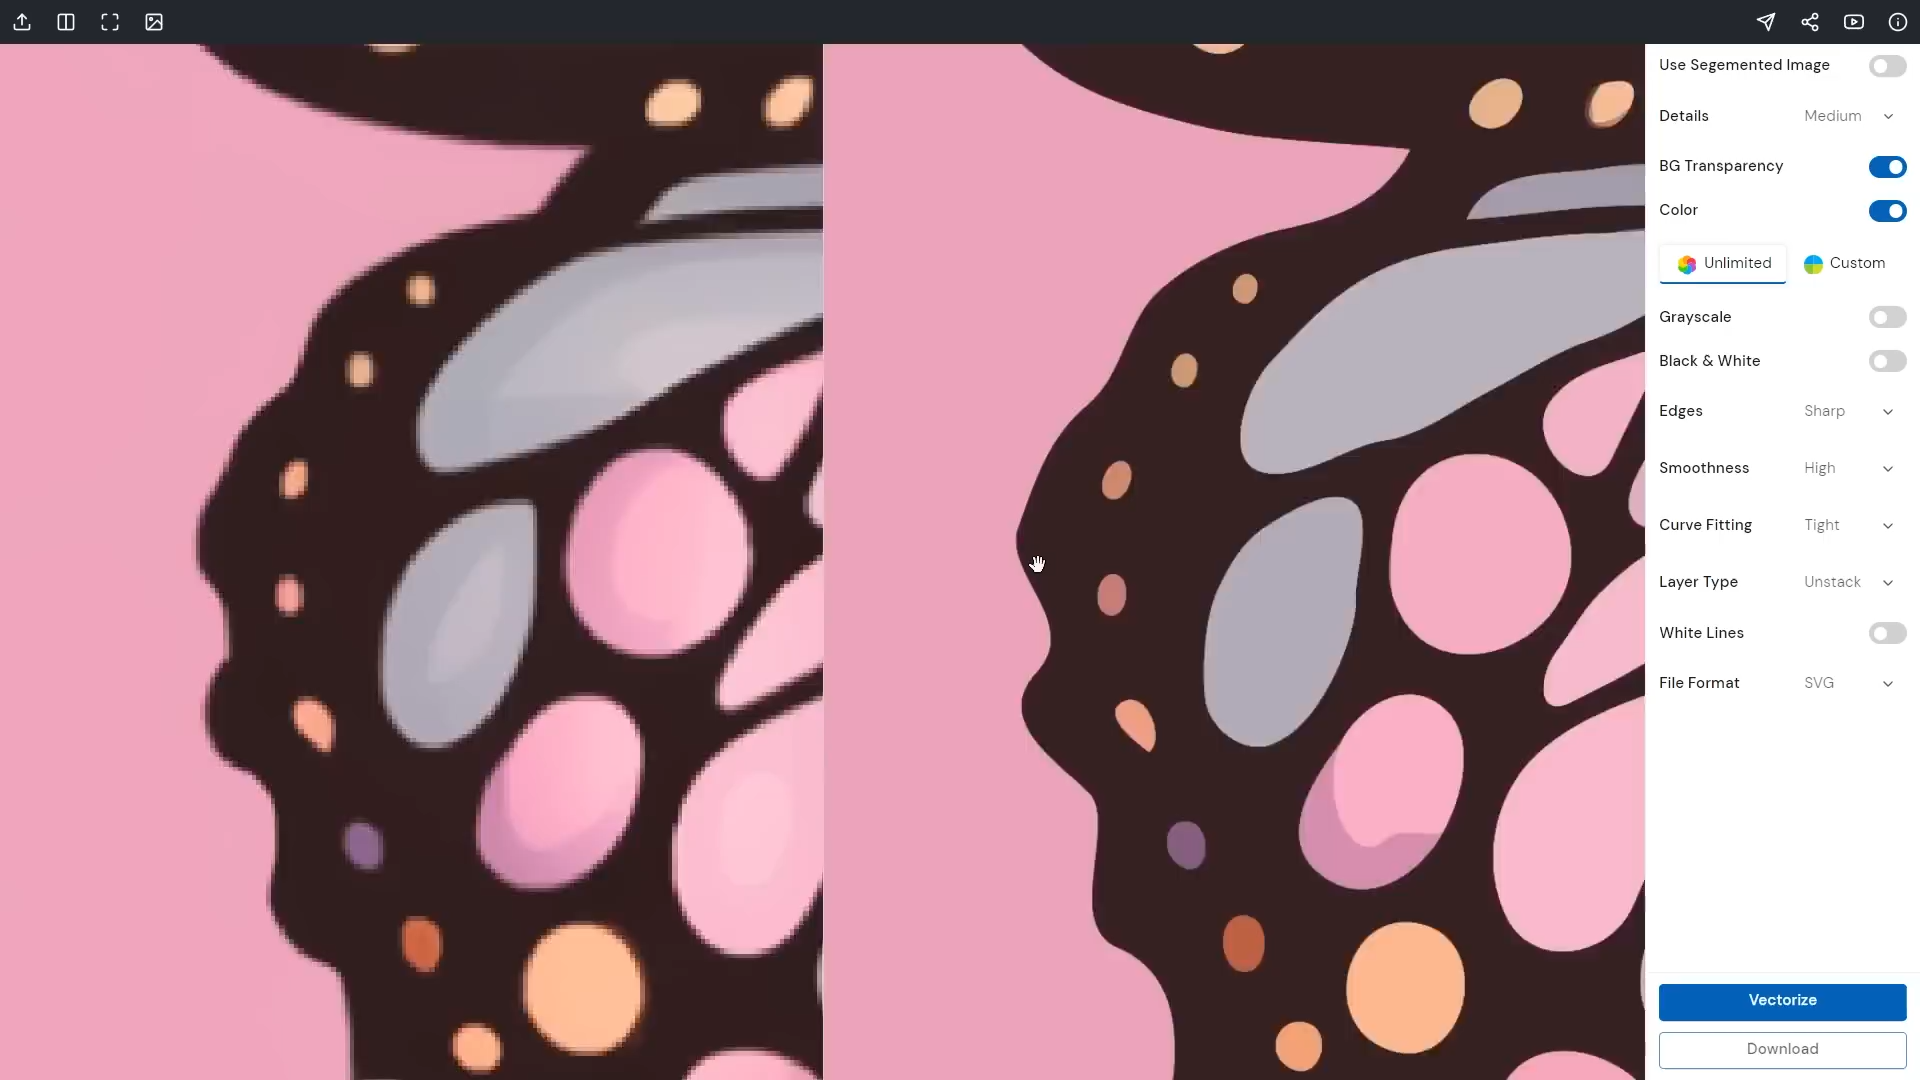 Use Segemented Image
Details Medium
BG Transparency
Color
Unlimited Custom
Grayscale
Black & White
Edges Sharp
Smoothness High
Curve Fitting Tight
Layer Type Unstack
White Lines
File Format SVG
Vectorize
Download